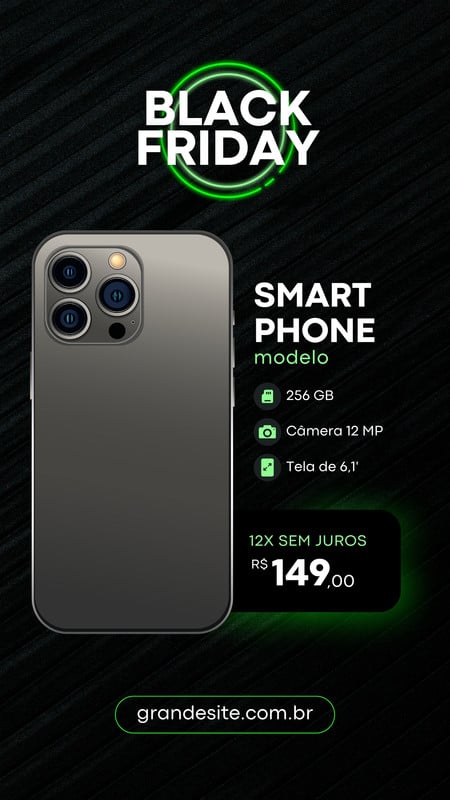 BLACK
FRIDAY
SMART
PHONE
modelo
256 GB
Câmera 12 MP
Tela de 6,1'
12X SEM JUROS
R$ 149,00
grandesite.com.br